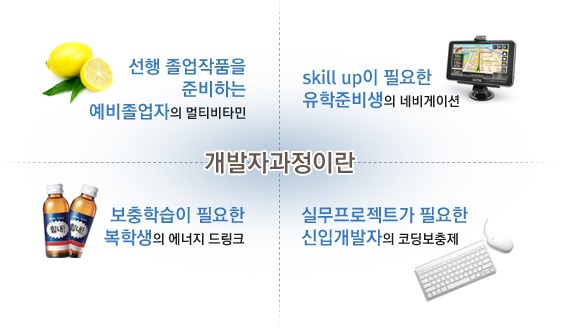 선행 졸업작품을
준비하는
예비졸업자의 멀티비타민
skill up이 필요한
유학준비생의 네비게이션
개발자과정이란
힘내!
힘내!
보충학습이 필요한
복학생의 에너지 드링크
실무프로젝트가 필요한
신입개발자의 코딩보충제